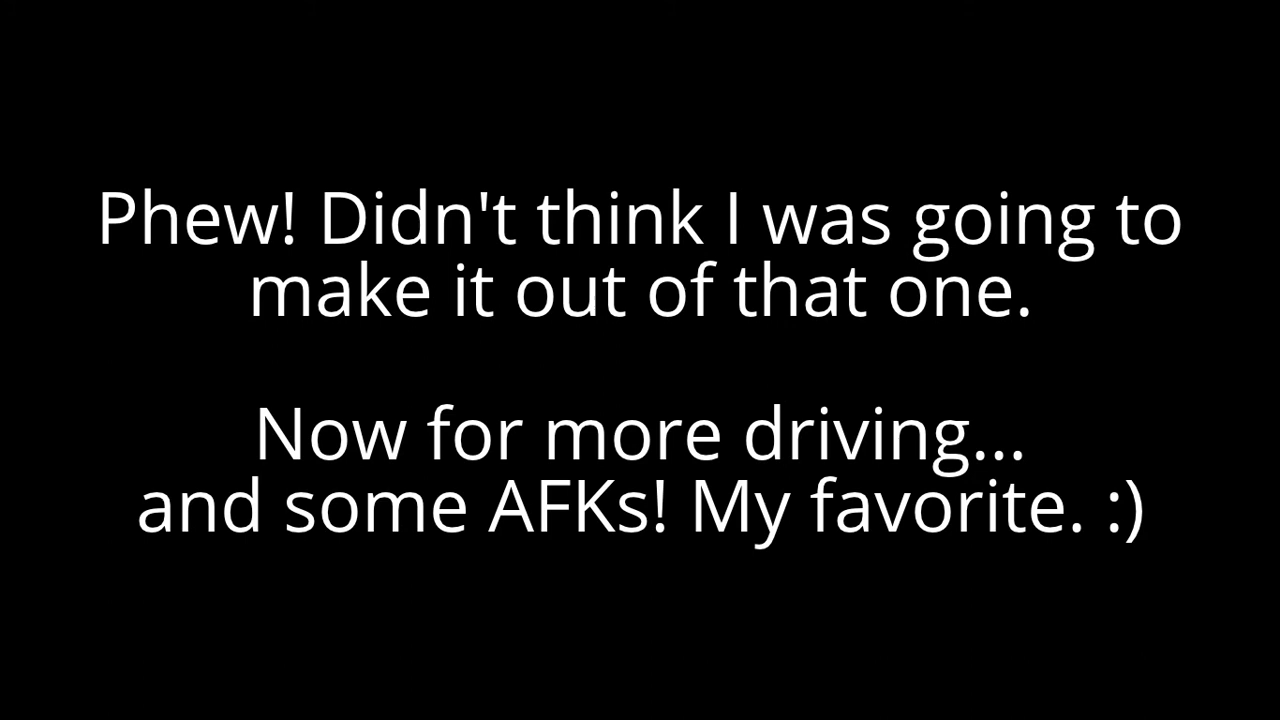 Phew! Didn't think I was going to
make it out of that one.
Now for more driving...
and some AFKs! My favorite. :)